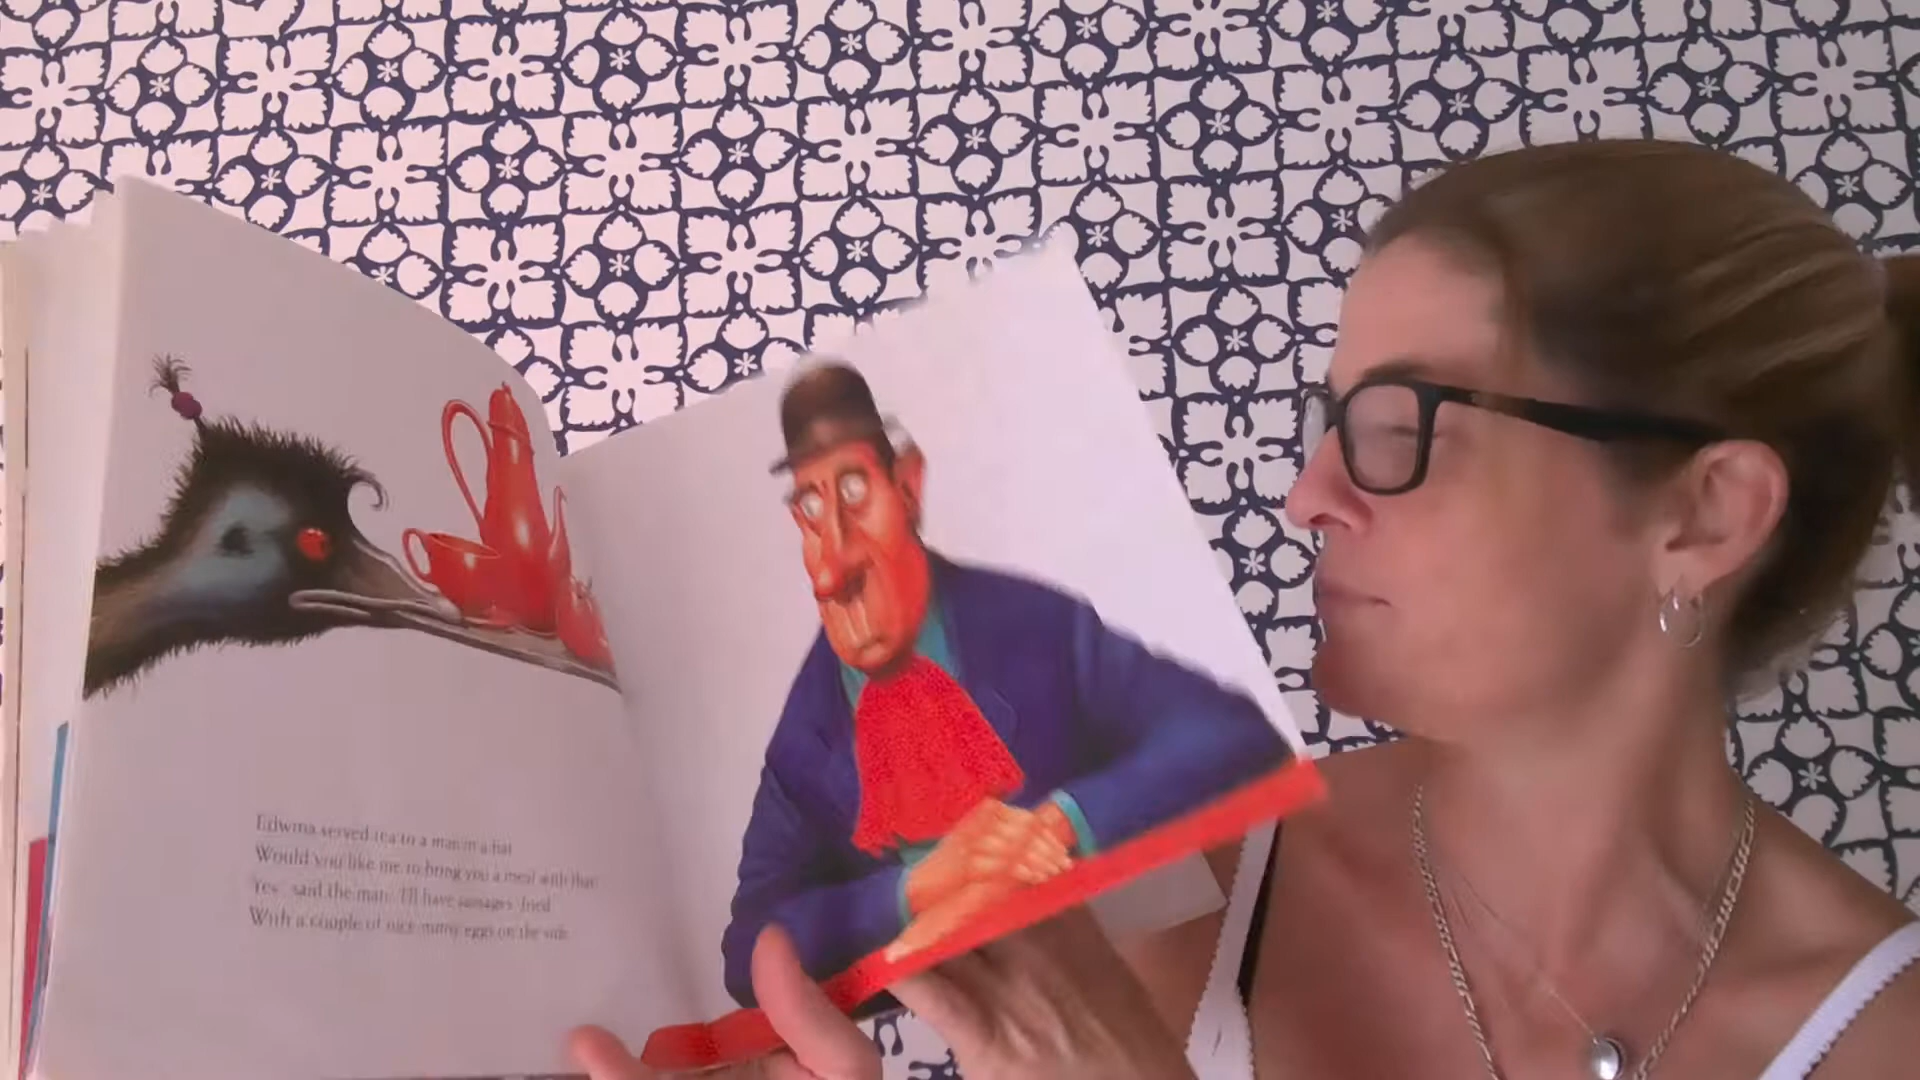 Edwina served tea to a man in a hat
Would you like me to bring you a meal with that
Yes, said the man, I'll have sausages, fried
With a couple of nice runny eggs on the side